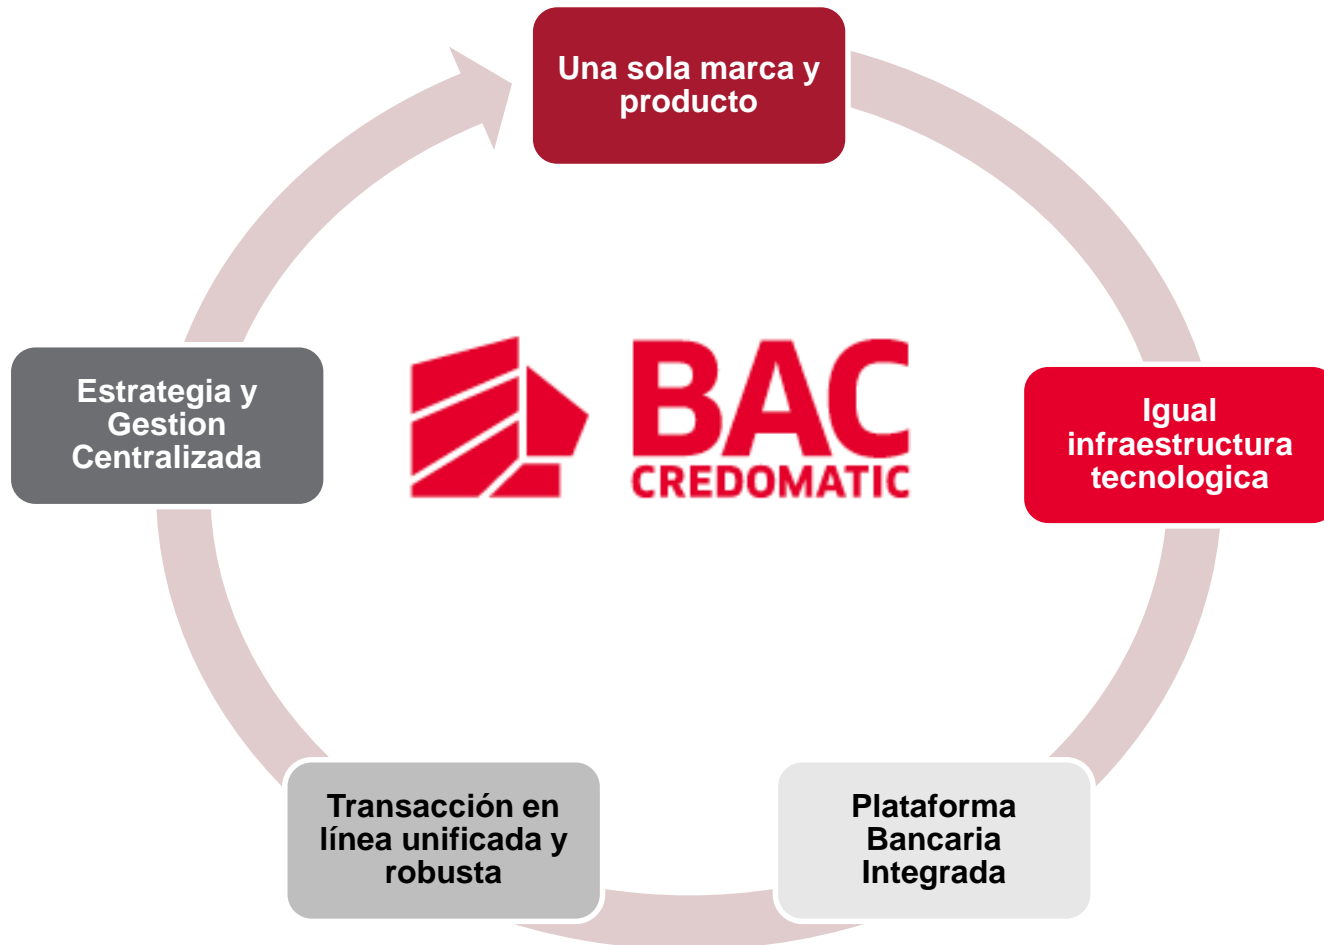 Una sola marca y
producto
Estrategia y
Gestion
Centralizada
BAC
CREDOMATIC
Igual
infraestructura
tecnologica
Transacción en
línea unificada y
robusta
Plataforma
Bancaria
Integrada